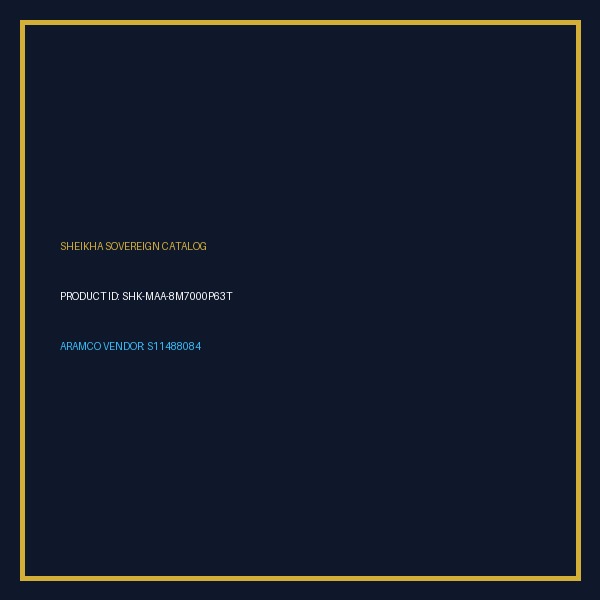 SHEIKHA SOVEREIGN CATALOG
PRODUCT ID: SHK-MAA-8M7000P63T
ARAMCO VENDOR: S11488084